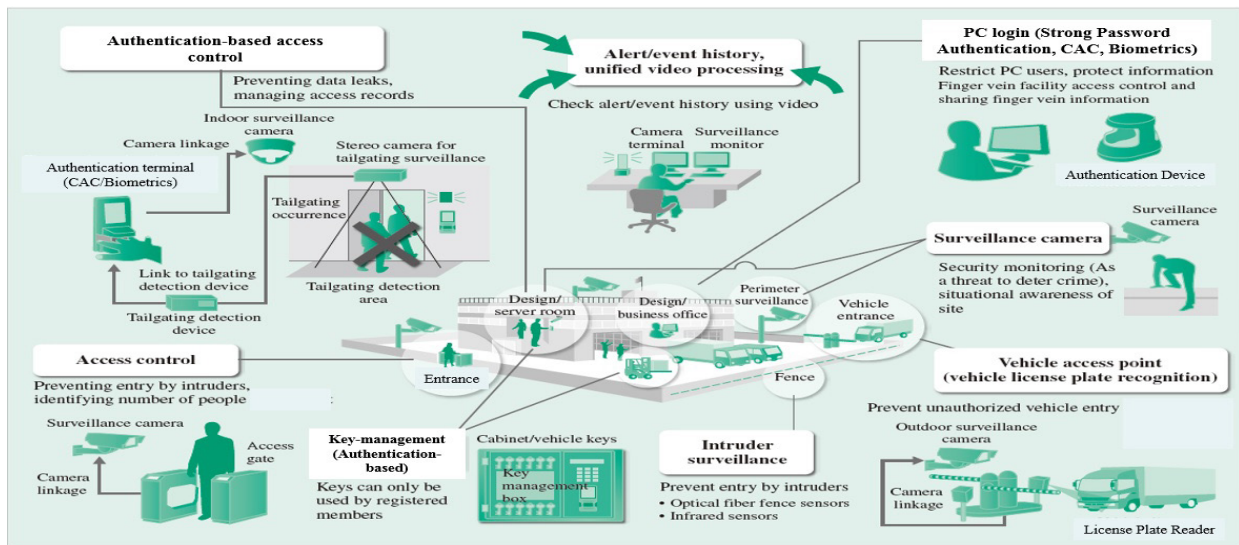 Authentication-based access
control
Preventing data leaks,
managing access records
Indoor surveillance
camera
Camera linkage
Stereo camera for
tailgating surveillance
Authentication terminal
(CAC/Biometrics)
Tailgating
occurrence
Link to tailgating
detection device
Tailgating detection
area
Tailgating detection
device
Alert/event history,
unified video processing
Check alert/event history using video
Camera
terminal
Surveillance
monitor
PC login (Strong Password
Authentication, CAC, Biometrics)
Restrict PC users, protect information
Finger vein facility access control and
sharing finger vein information
Authentication Device
Surveillance
camera
Surveillance camera
Security monitoring (As
a threat to deter crime),
situational awareness of
site
Design/
server room
Design/
business office
Perimeter
surveillance
Vehicle
entrance
Entrance
Fence
Access control
Preventing entry by intruders,
identifying number of people
Surveillance camera
Access
gate
Camera
linkage
Key-management
(Authentication-
based)
Keys can only be
used by registered
members
Cabinet/vehicle keys
Key
management
box
Intruder
surveillance
Prevent entry by intruders
• Optical fiber fence sensors
• Infrared sensors
Vehicle access point
(vehicle license plate recognition)
Prevent unauthorized vehicle entry
Outdoor surveillance
camera
Camera
linkage
License Plate Reader